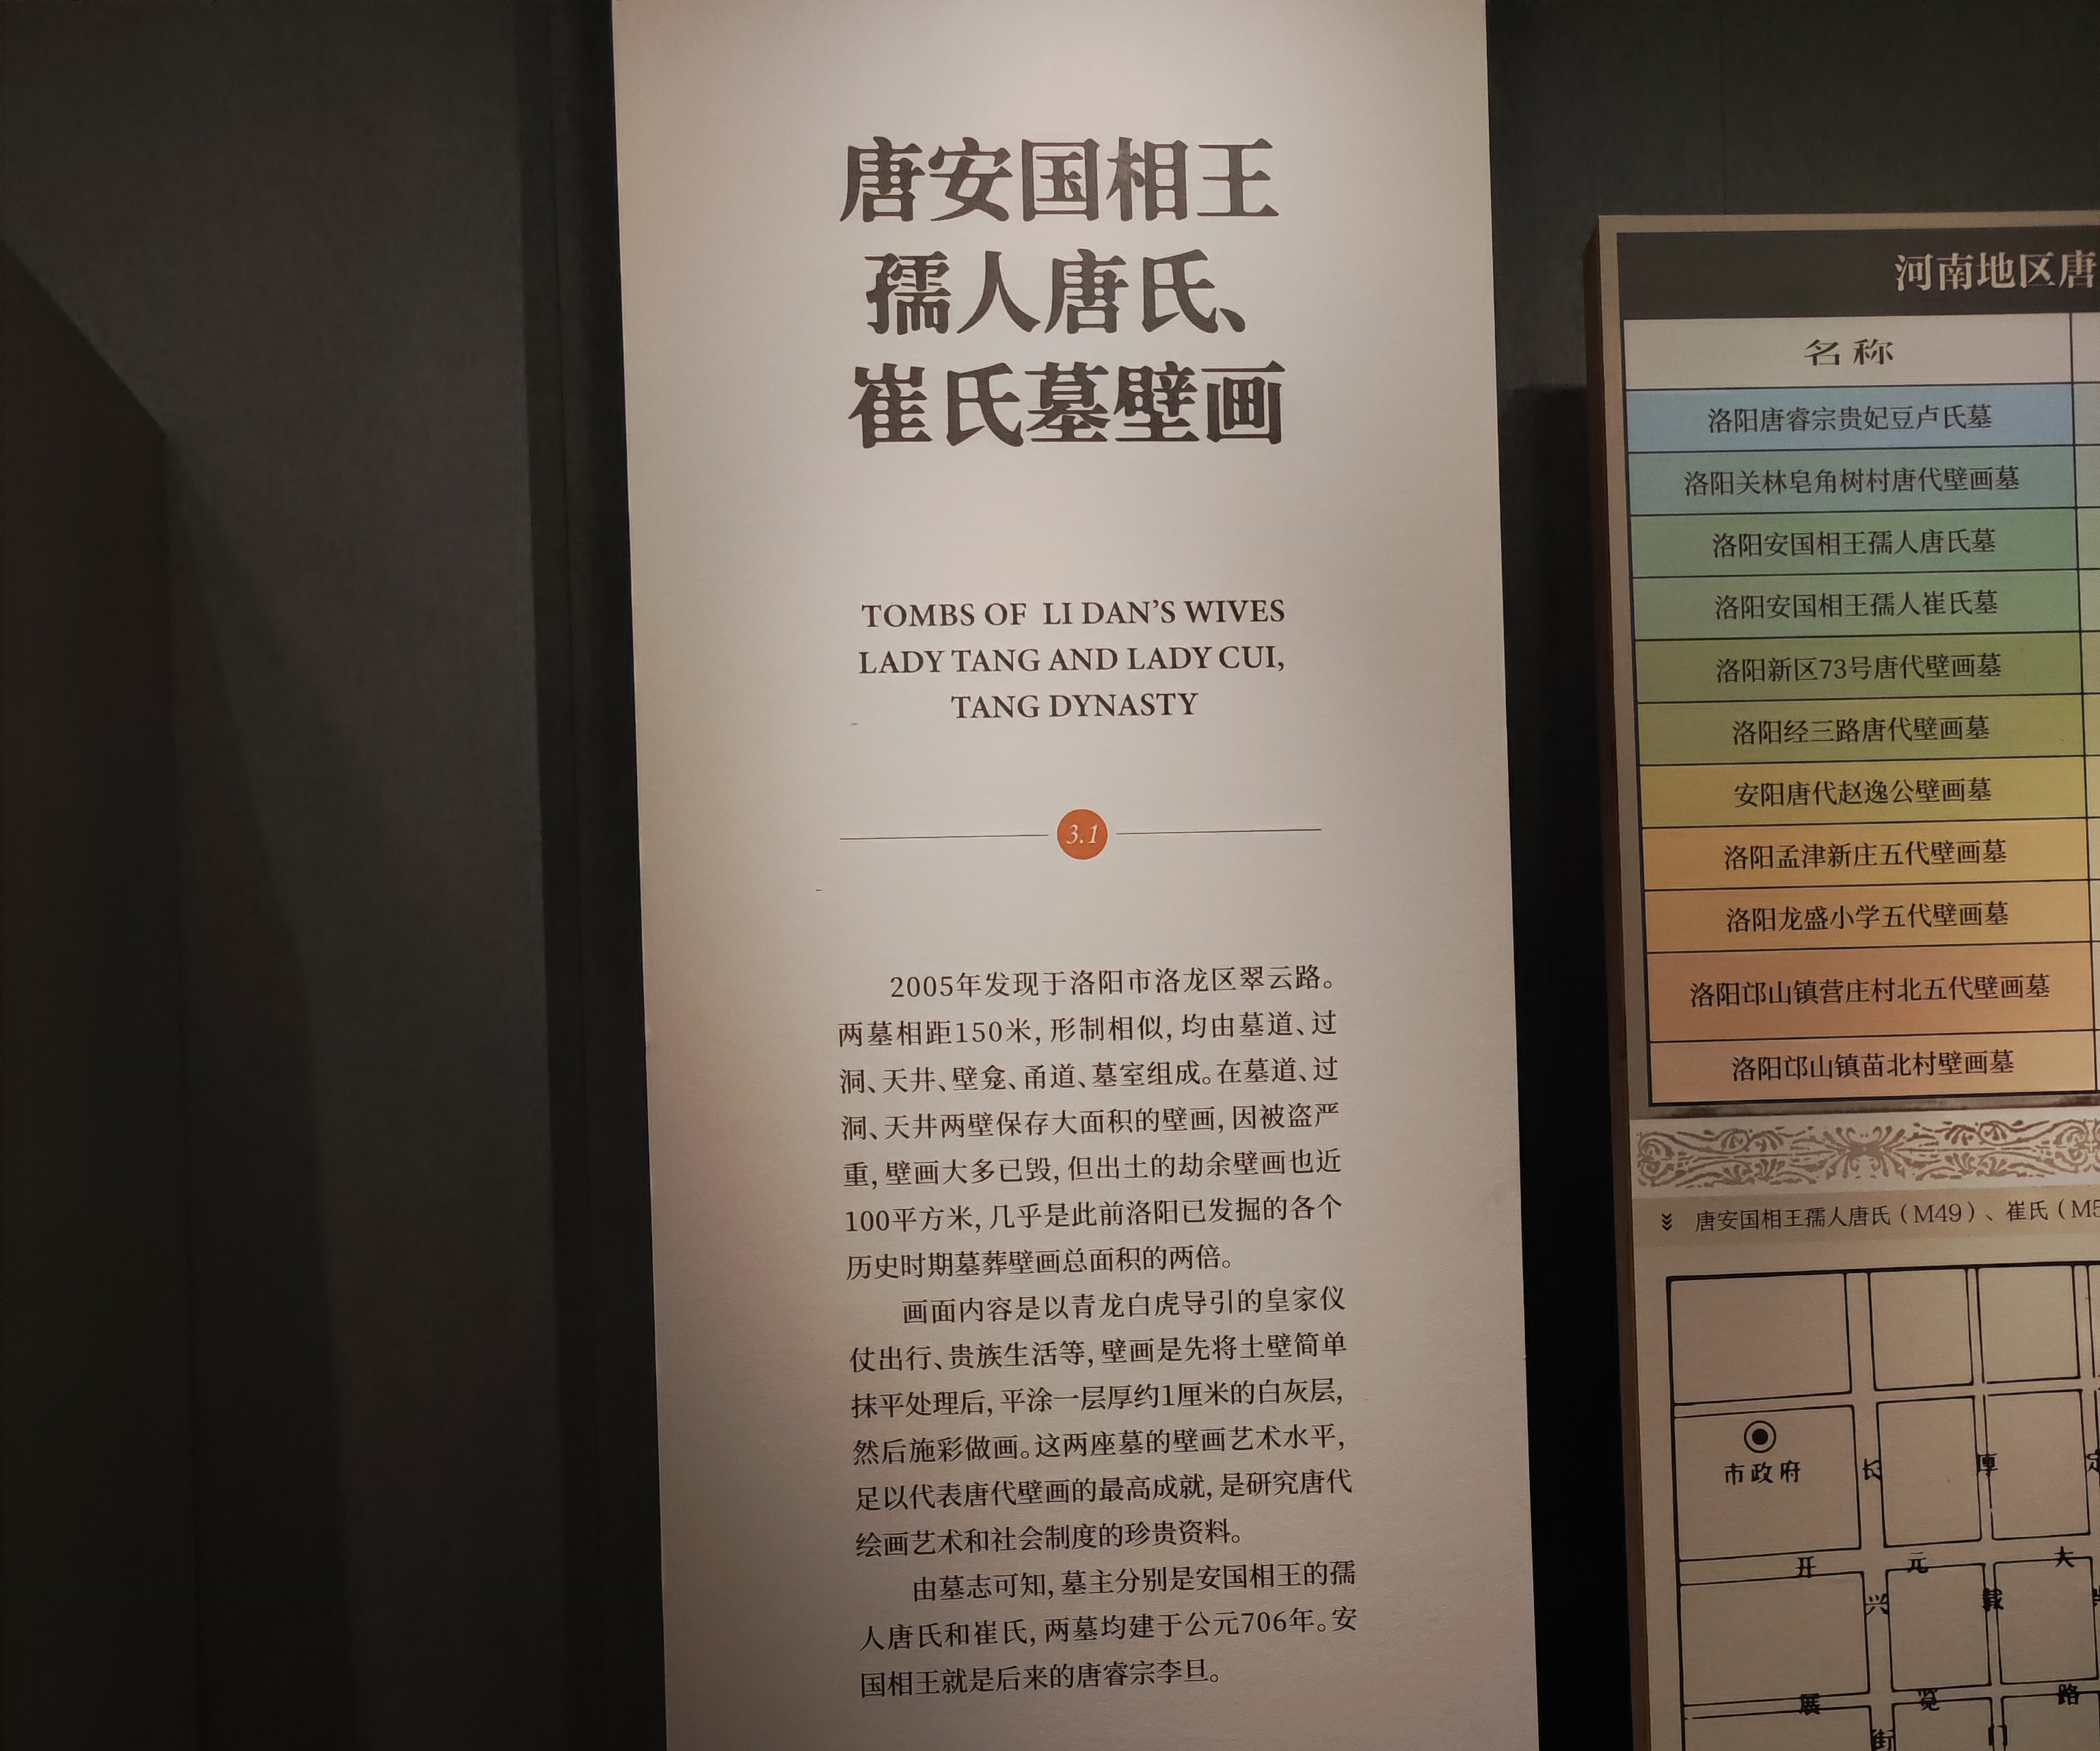 唐安国相王
孺人唐氏、
崔氏墓壁画
TOMBS OF LI DAN'S WIVES
LADY TANG AND LADY CUI,
TANG DYNASTY
3.1
2005年发现于洛阳市洛龙区翠云路。
两墓相距150米,形制相似,均由墓道、过
洞、天井、壁龛、甬道、墓室组成。在墓道、过
洞、天井两壁保存大面积的壁画,因被盗严
重,壁画大多已毁,但出土的劫余壁画也近
100平方米,几乎是此前洛阳已发掘的各个
历史时期墓葬壁画总面积的两倍。
画面内容是以青龙白虎导引的皇家仪
仗出行、贵族生活等,壁画是先将土壁简单
抹平处理后,平涂一层厚约1厘米的白灰层,
然后施彩做画。这两座墓的壁画艺术水平,
足以代表唐代壁画的最高成就,是研究唐代
绘画艺术和社会制度的珍贵资料。
由墓志可知,墓主分别是安国相王的孺
人唐氏和崔氏,两墓均建于公元706年。安
国相王就是后来的唐睿宗李旦。
河南地区唐
名称
洛阳唐睿宗贵妃豆卢氏墓
洛阳关林皂角树村唐代壁画墓
洛阳安国相王孺人唐氏墓
洛阳安国相王孺人崔氏墓
洛阳新区73号唐代壁画墓
洛阳经三路唐代壁画墓
安阳唐代赵逸公壁画墓
洛阳孟津新庄五代壁画墓
洛阳龙盛小学五代壁画墓
洛阳邙山镇营庄村北五代壁画墓
洛阳邙山镇苗北村壁画墓
唐安国相王孺人唐氏(M49)、崔氏(M5
市政府
长
厚
开 元 大
兴
展 览 路
街
门